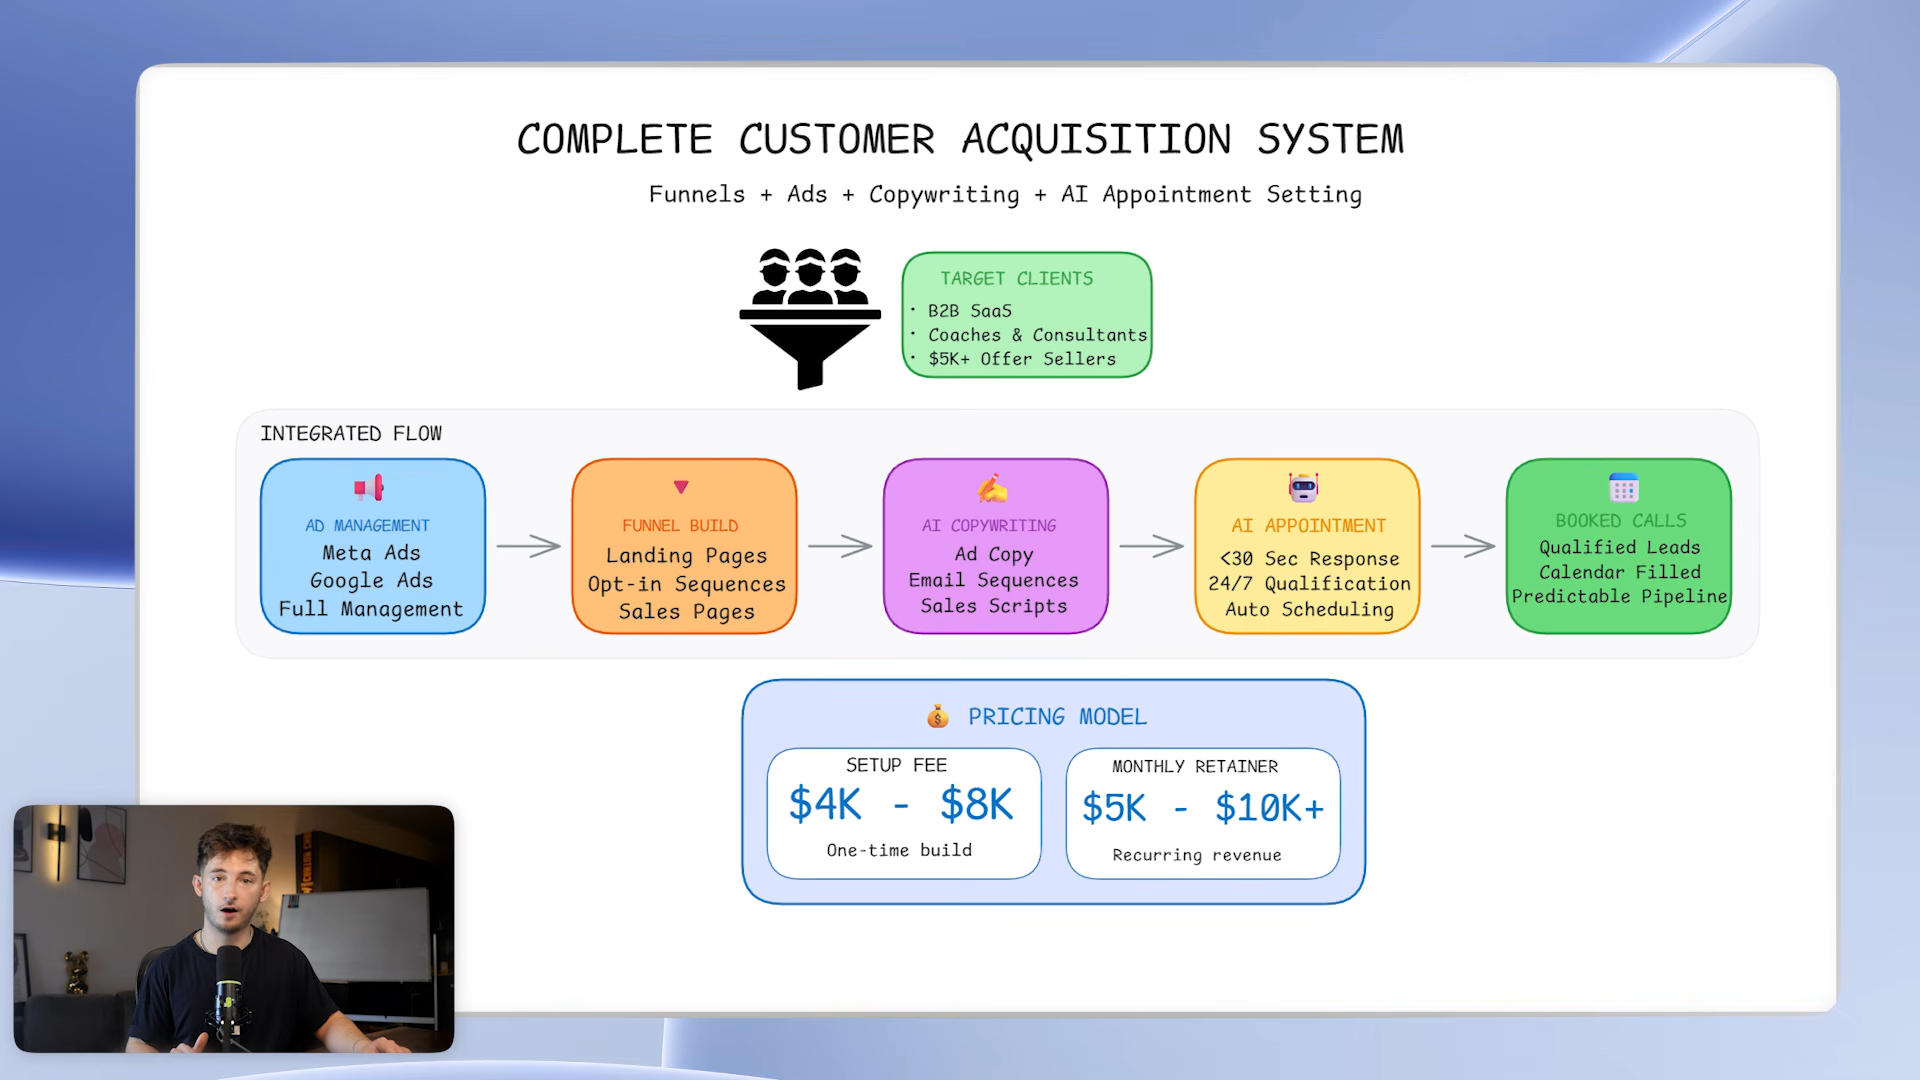 COMPLETE CUSTOMER ACQUISITION SYSTEM
Funnels + Ads + Copywriting + AI Appointment Setting
TARGET CLIENTS
· B2B SaaS
· Coaches & Consultants
· $5K+ Offer Sellers
INTEGRATED FLOW
AD MANAGEMENT
Meta Ads
Google Ads
Full Management
FUNNEL BUILD
Landing Pages
Opt-in Sequences
Sales Pages
AI COPYWRITING
Ad Copy
Email Sequences
Sales Scripts
AI APPOINTMENT
<30 Sec Response
24/7 Qualification
Auto Scheduling
BOOKED CALLS
Qualified Leads
Calendar Filled
Predictable Pipeline
PRICING MODEL
SETUP FEE
$4K - $8K
One-time build
MONTHLY RETAINER
$5K - $10K+
Recurring revenue